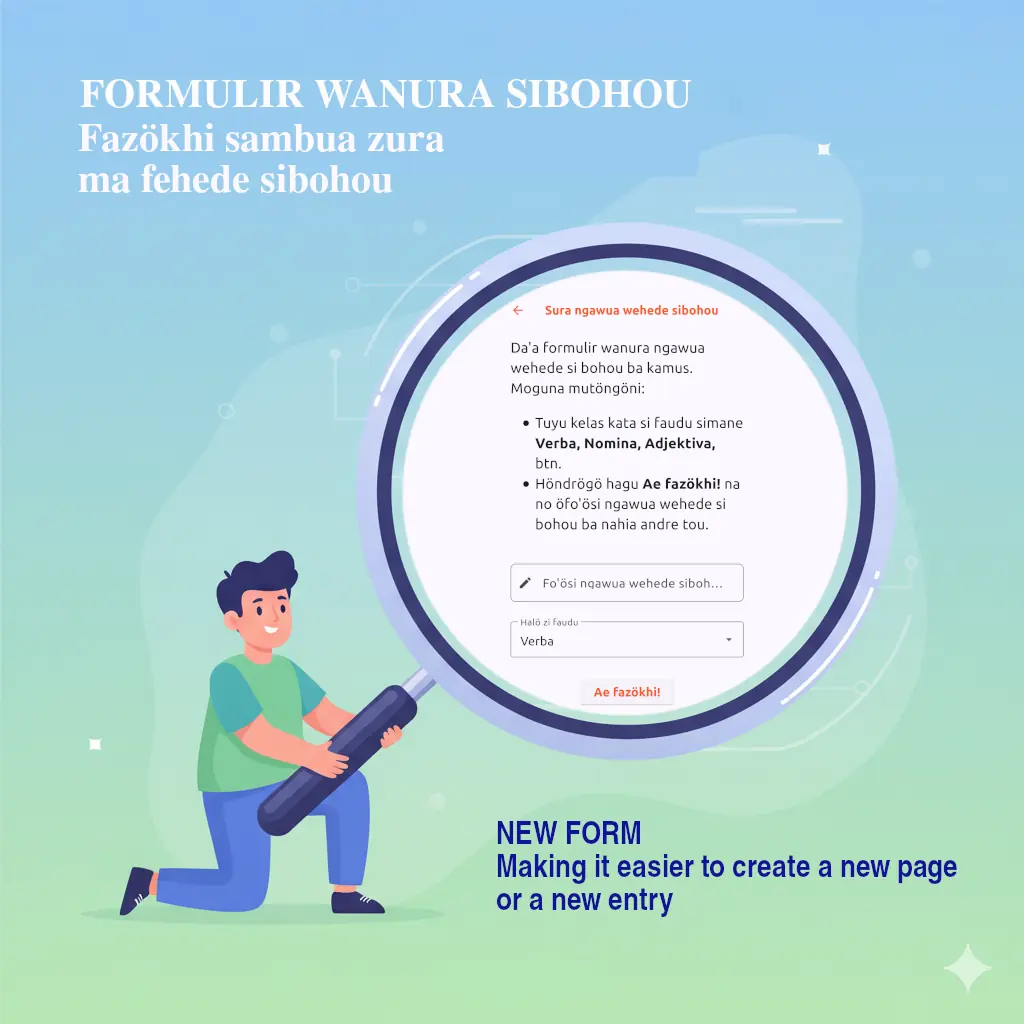 FORMULIR WANURA SIBOHOU
Fazökhi sambua zura
ma fehede sibohou
Sura ngawua wehede sibohou
Da'a formulir wanura ngawua
wehede si bohou ba kamus.
Moguna mutöngöni:
Tuyu kelas kata si faudu simane
Verba, Nomina, Adjektiva,
btn.
Höndrögö hagu Ae fazökhi! na
no öfo'ösi ngawua wehede si
bohou ba nahia andre tou.
Fo'ösi ngawua wehede siboh...
Halö zi faudu
Verba
Ae fazökhi!
NEW FORM
Making it easier to create a new page
or a new entry